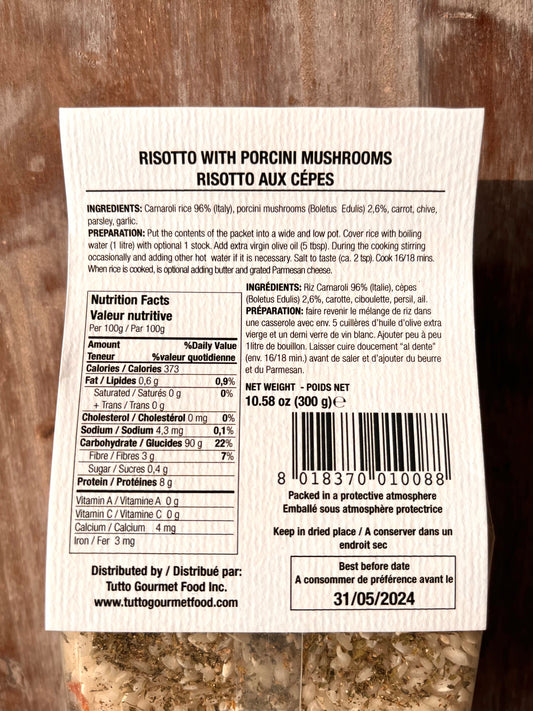 RISOTTO WITH PORCINI MUSHROOMS
RISOTTO AUX CÉPES
INGREDIENTS: Carnaroli rice 96% (Italy), porcini mushrooms (Boletus Edulis) 2,6%, carrot, chive,
parsley, garlic.
PREPARATION: Put the contents of the packet into a wide and low pot. Cover rice with boiling
water (1 litre) with optional 1 stock. Add extra virgin olive oil (5 tbsp). During the cooking stirring
occasionally and adding other hot water if it is necessary. Salt to taste (ca. 2 tsp). Cook 16/18 mins.
When rice is cooked, is optional adding butter and grated Parmesan cheese.
Nutrition Facts
Valeur nutritive
Per 100g / Par 100g
Amount %Daily Value
Teneur %valeur quotidienne
Calories / Calories 373
Fat / Lipides 0,6 g 0,9%
Saturated / Saturés 0 g 0%
+ Trans / Trans 0 g
Cholesterol / Cholestérol 0 mg 0%
Sodium / Sodium 4,3 mg 0,1%
Carbohydrate / Glucides 90 g 22%
Fibre / Fibres 3 g 7%
Sugar / Sucres 0,4 g
Protein / Protéines 8 g
Vitamin A / Vitamine A 0 g
Vitamin C / Vitamine C 0 g
Calcium / Calcium 4 mg
Iron / Fer 3 mg
Distributed by / Distribué par:
Tutto Gourmet Food Inc.
www.tuttogourmetfood.com
INGRÉDIENTS: Riz Carnaroli 96% (Italie), cèpes
(Boletus Edulis) 2,6%, carotte, ciboulette, persil, ail.
PRÉPARATION: faire revenir le mélange de riz dans
une casserole avec env. 5 cuillères d'huile d'olive extra
vierge et un demi verre de vin blanc. Ajouter peu à peu
1litre de bouillon. Laisser cuire doucement "al dente"
(env. 16/18 min.) avant de saler et d'ajouter du beurre
et du Parmesan.
NET WEIGHT - POIDS NET
10.58 oz (300 g)℮
8 018370 010088
Packed in a protective atmosphere
Emballé sous atmosphère protectrice
Keep in dried place / A conserver dans un
endroit sec
Best before date
A consommer de préférence avant le
31/05/2024